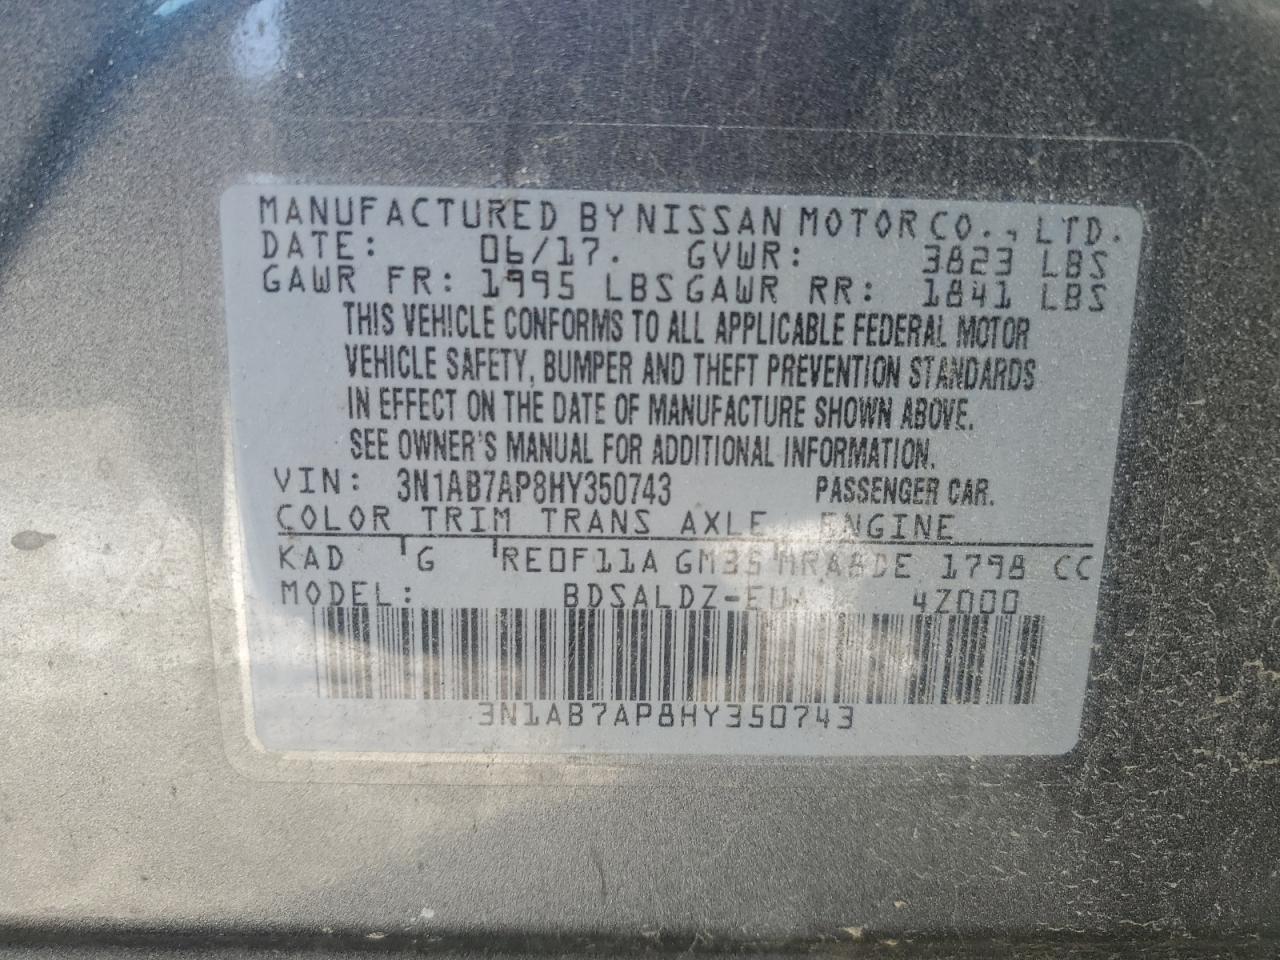 MANUFACTURED BY NISSAN MOTOR CO., LTD.
DATE: 06/17. GVWR: 3823 LBS
GAWR FR: 1995 LBS GAWR RR: 1841 LBS
THIS VEHICLE CONFORMS TO ALL APPLICABLE FEDERAL MOTOR
VEHICLE SAFETY, BUMPER AND THEFT PREVENTION STANDARDS
IN EFFECT ON THE DATE OF MANUFACTURE SHOWN ABOVE.
SEE OWNER'S MANUAL FOR ADDITIONAL INFORMATION.
VIN: 3N1AB7AP8HY350743 PASSENGER CAR.
COLOR TRIM TRANS AXLE ENGINE
KAD G RE0F11A GM35 MRA8DE 1798 CC
MODEL: 4Z000
3N1AB7AP8HY350743